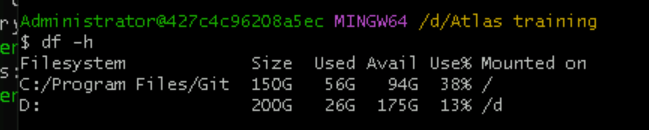 Administrator@427c4c96208a5ec MINGW64 /d/Atlas training
$ df -h
Filesystem Size Used Avail Use% Mounted on
C:/Program Files/Git 150G 56G 94G 38% /
D: 200G 26G 175G 13% /d